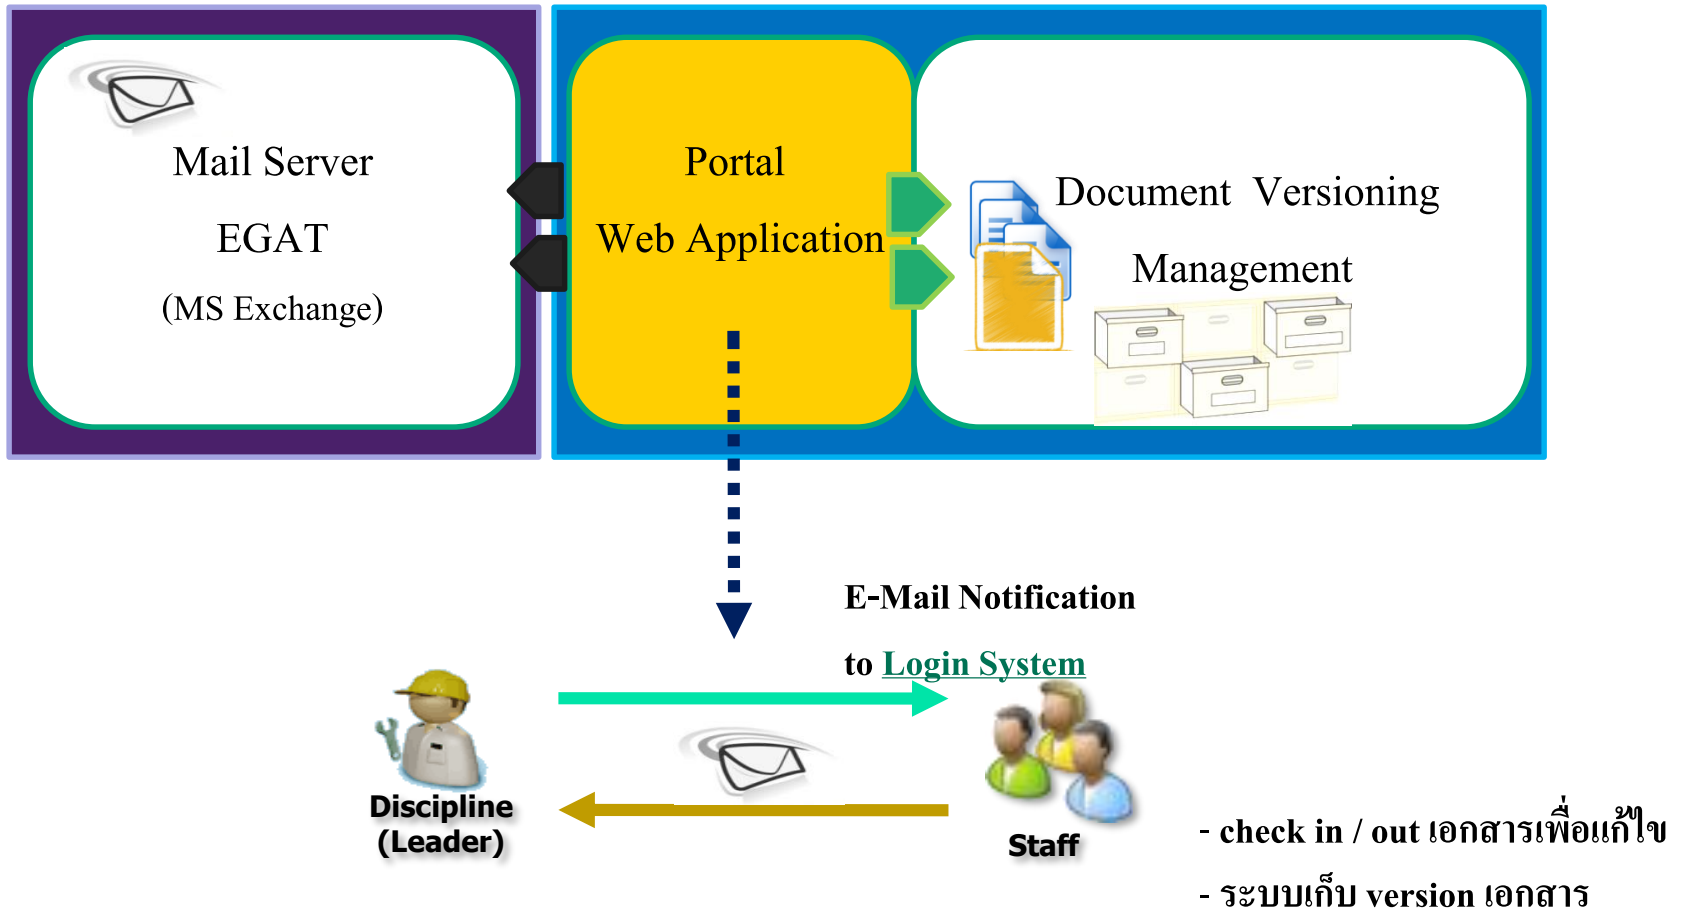 Mail Server
EGAT
(MS Exchange)
Portal
Web Application
Document Versioning
Management
E-Mail Notification
to Login System
Discipline
(Leader)
Staff
- check in / out เอกสารเพื่อแก้ไข
- ระบบเก็บ version เอกสาร